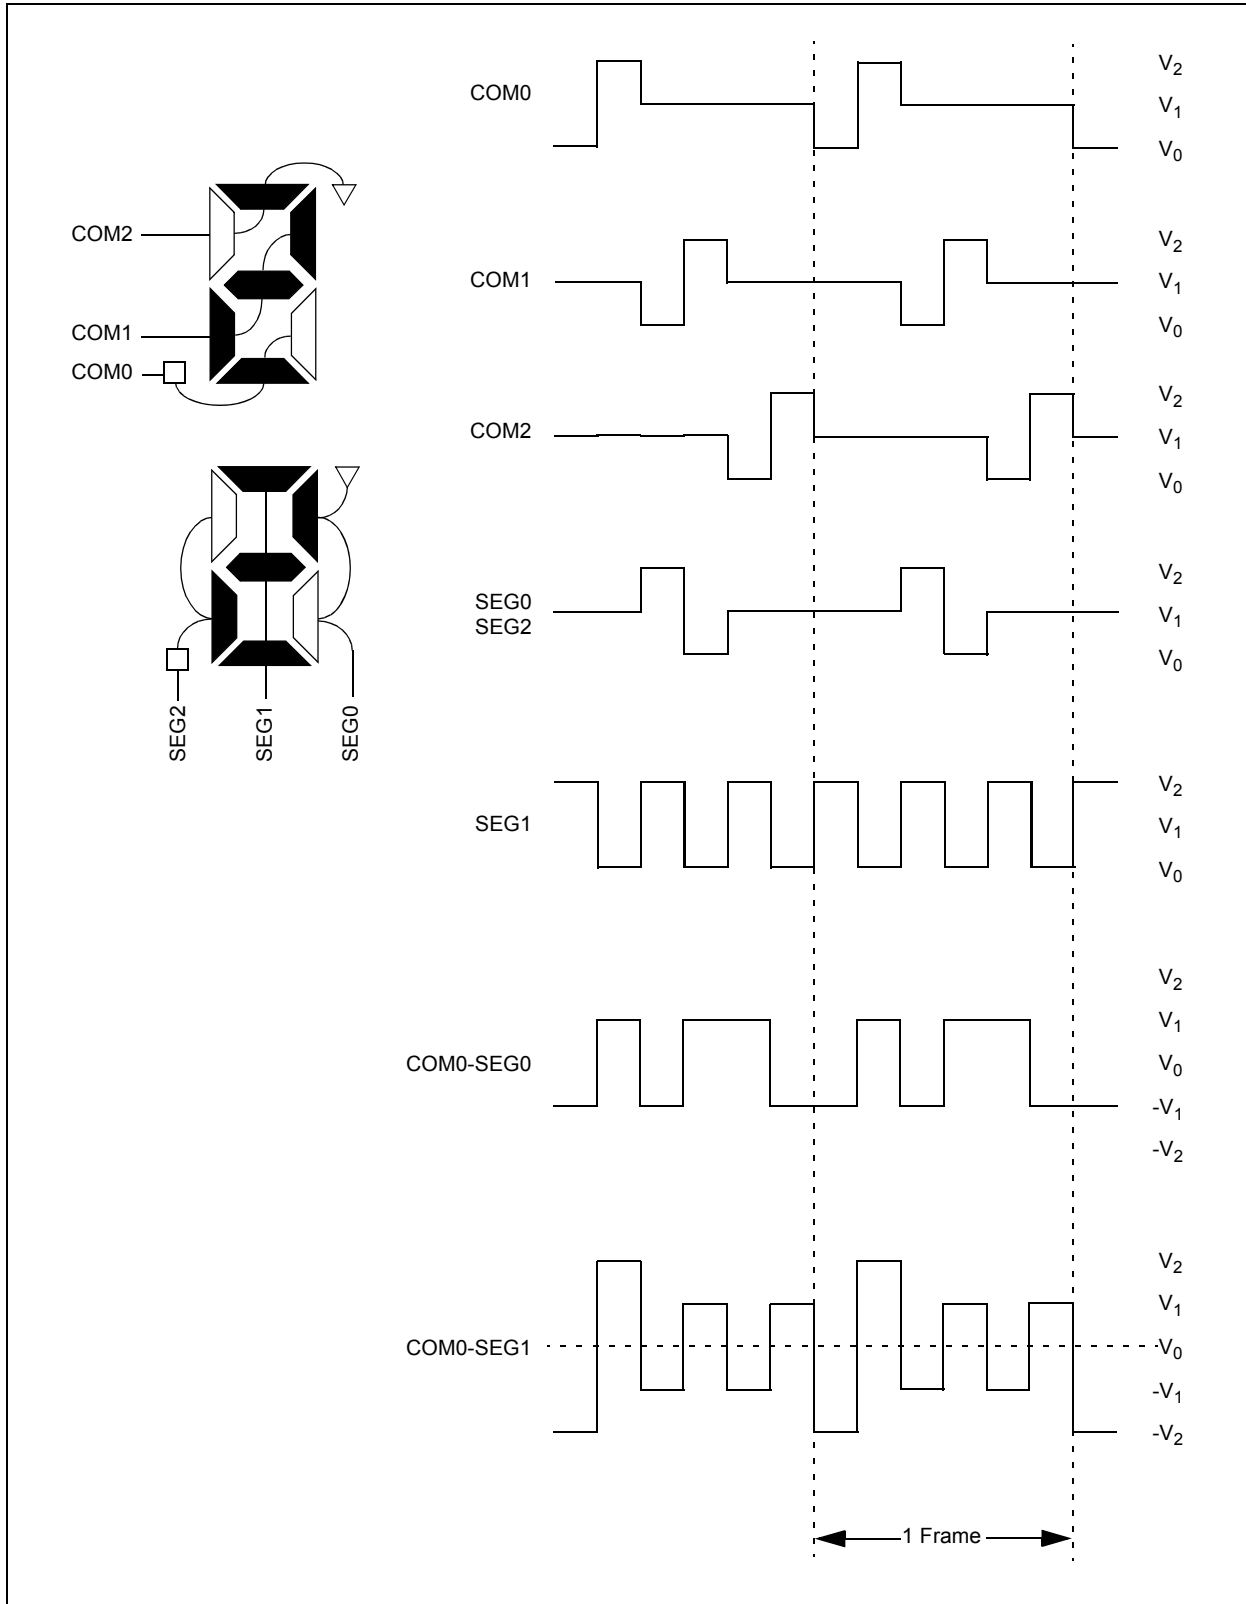 COM0
V2
V1
V0
COM2
COM1
COM0
COM1
V2
V1
V0
COM2
V2
V1
V0
SEG2
SEG1
SEG0
SEG0
SEG2
V2
V1
V0
SEG1
V2
V1
V0
COM0-SEG0
V2
V1
V0
-V1
-V2
COM0-SEG1
V2
V1
V0
-V1
-V2
1 Frame